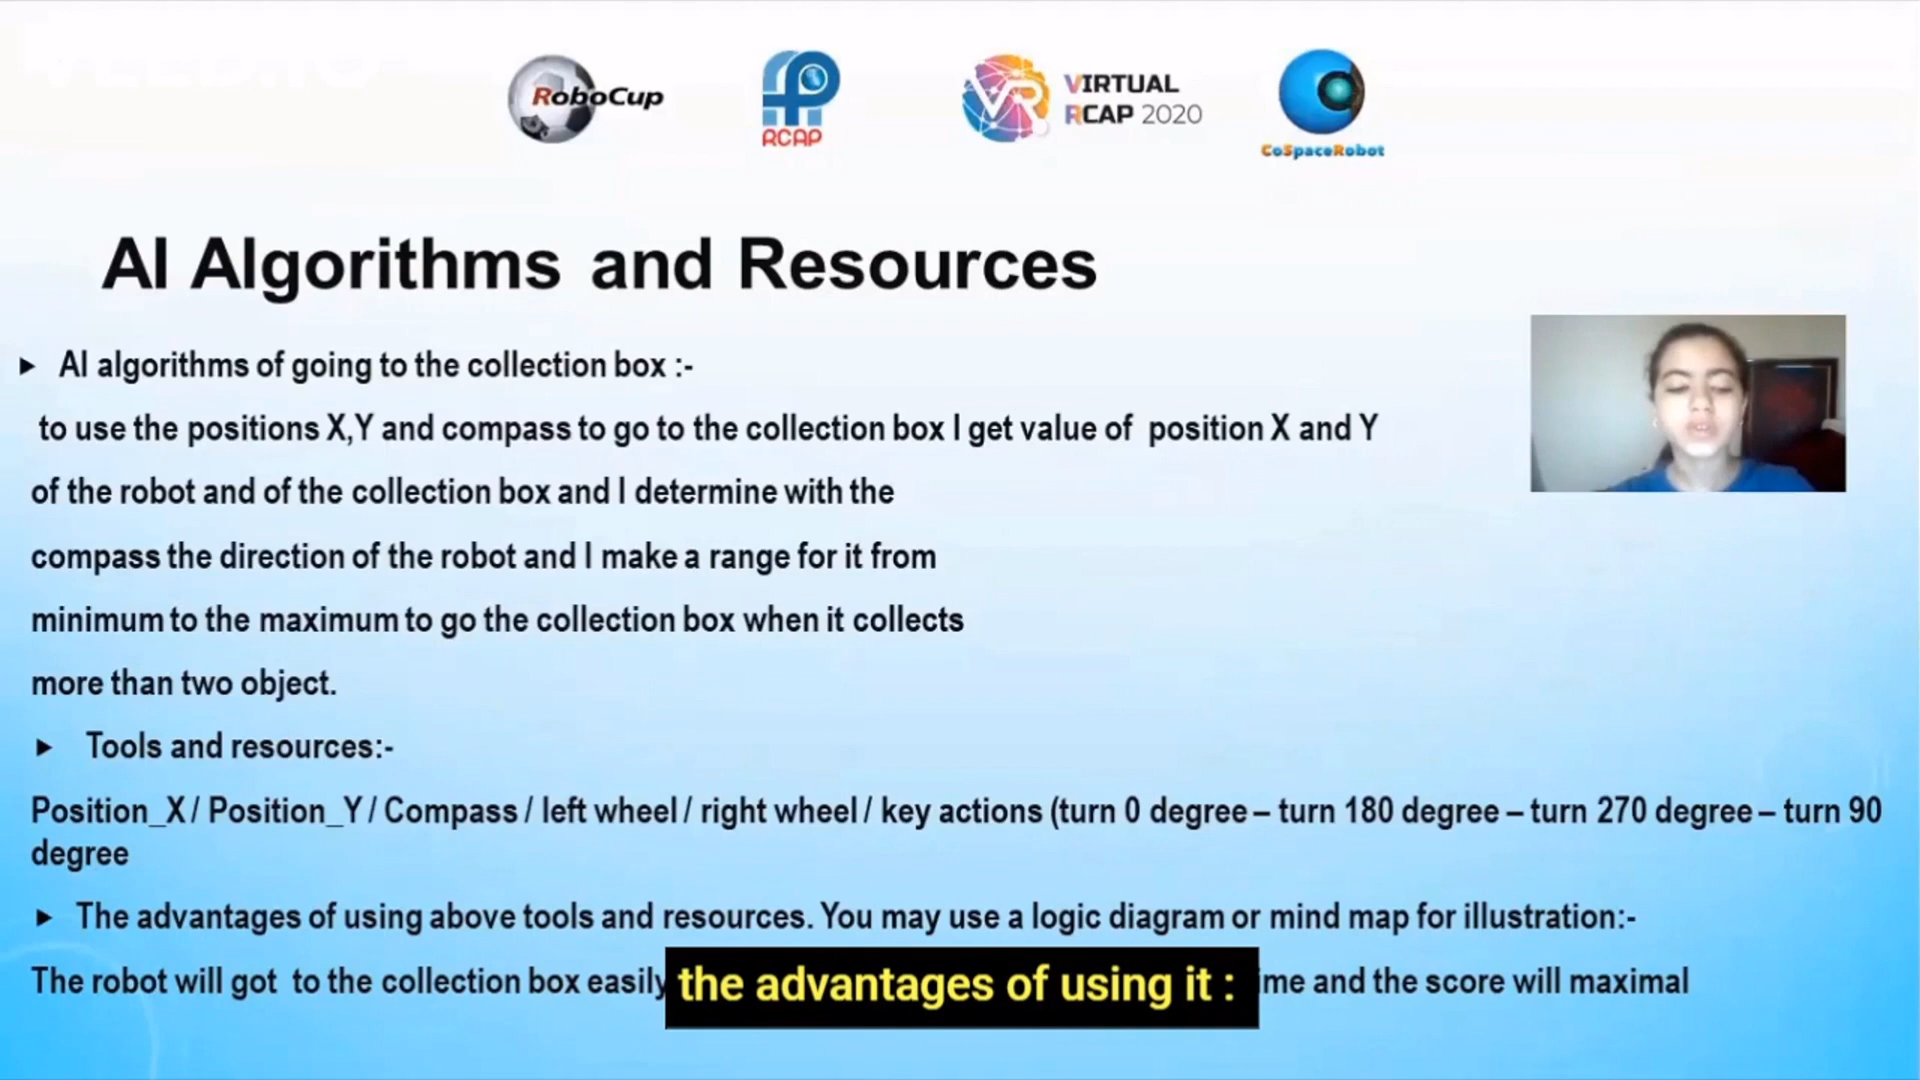 RoboCup
RCAP
VIRTUAL
RCAP 2020
VR
CoSpaceRobot
AI Algorithms and Resources
AI algorithms of going to the collection box :-
to use the positions X,Y and compass to go to the collection box I get value of position X and Y
of the robot and of the collection box and I determine with the
compass the direction of the robot and I make a range for it from
minimum to the maximum to go the collection box when it collects
more than two object.
Tools and resources:-
Position_X / Position_Y / Compass / left wheel / right wheel / key actions (turn 0 degree – turn 180 degree – turn 270 degree – turn 90
degree
The advantages of using above tools and resources. You may use a logic diagram or mind map for illustration:-
The robot will got to the collection box easily and the score will maximal
the advantages of using it :